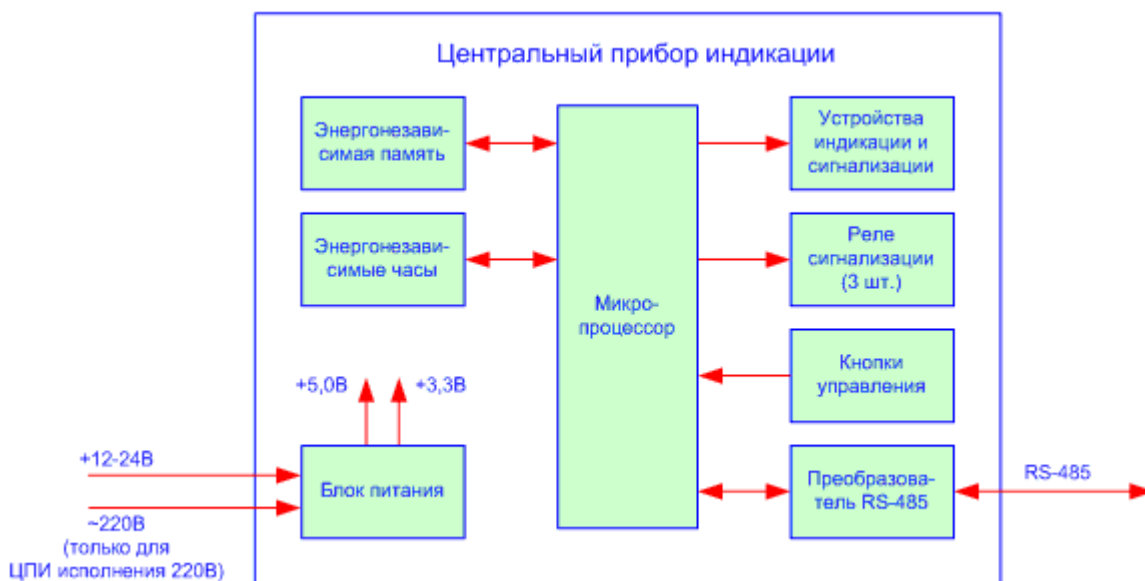 Центральный прибор индикации
Энергонезави-
симая память
Устройства
индикации и
сигнализации
Энергонезави-
симые часы
Реле
сигнализации
(3 шт.)
Микро-
процессор
Кнопки
управления
+5,0В
+3,3В
+12-24В
Блок питания
~220В
(только для
ЦПИ исполнения 220В)
Преобразова-
тель RS-485
RS-485